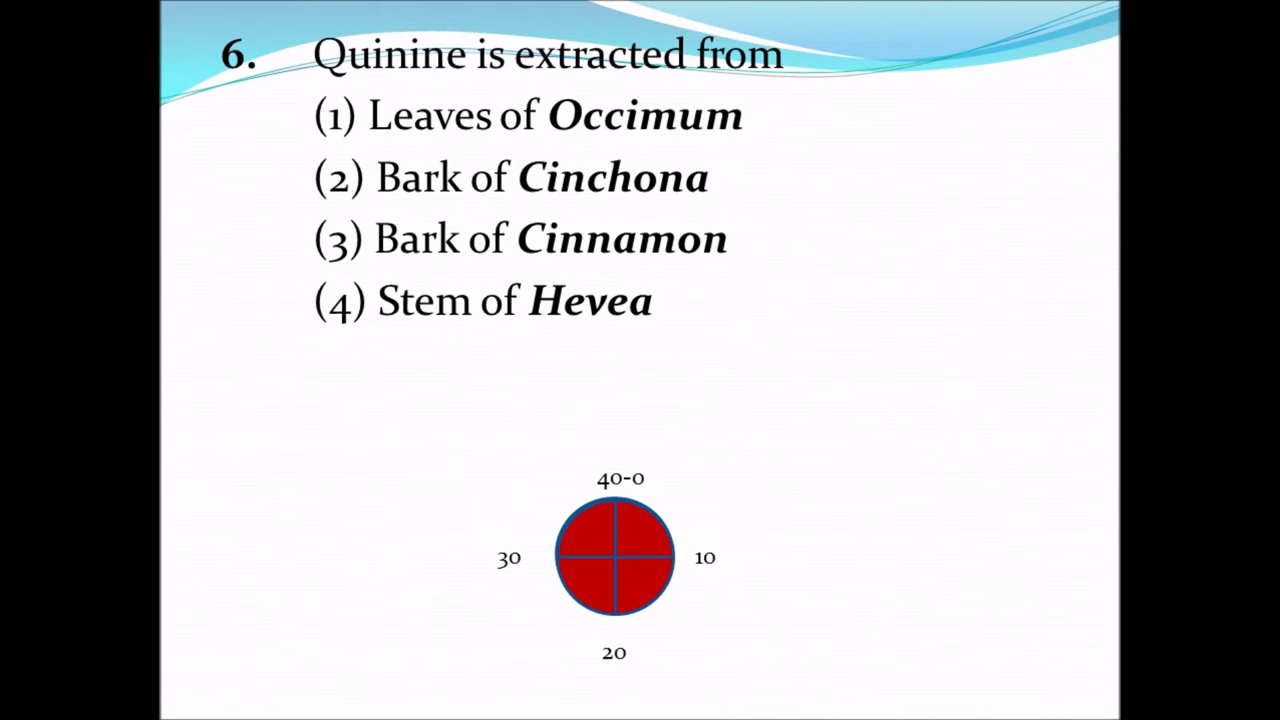 6. Quinine is extracted from
(1) Leaves of Occimum
(2) Bark of Cinchona
(3) Bark of Cinnamon
(4) Stem of Hevea
40-0
30
10
20